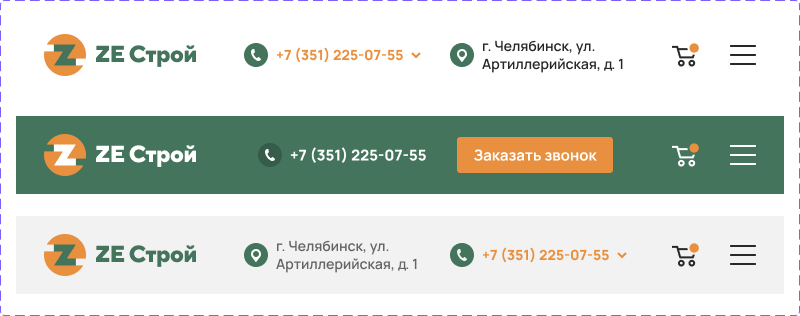 ZE Строй
+7 (351) 225-07-55
г. Челябинск, ул.
Артиллерийская, д. 1
ZE Строй
+7 (351) 225-07-55
Заказать звонок
ZE Строй
г. Челябинск, ул.
Артиллерийская, д. 1
+7 (351) 225-07-55